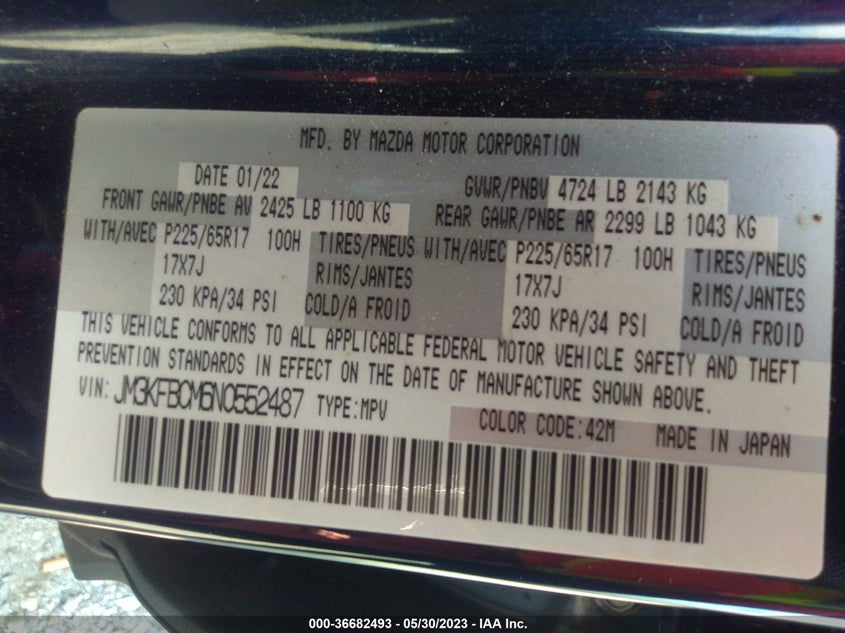 MFD. BY MAZDA MOTOR CORPORATION
DATE 01/22 GVWR/PNBV 4724 LB 2143 KG
FRONT GAWR/PNBE AV 2425 LB 1100 KG REAR GAWR/PNBE AR 2299 LB 1043 KG
WITH/AVEC P225/65R17 100H TIRES/PNEUS WITH/AVEC P225/65R17 100H TIRES/PNEUS
17X7J RIMS/JANTES 17X7J RIMS/JANTES
230 KPA/34 PSI COLD/A FROID 230 KPA/34 PSI COLD/A FROID
THIS VEHICLE CONFORMS TO ALL APPLICABLE FEDERAL MOTOR VEHICLE SAFETY AND THEFT
PREVENTION STANDARDS IN EFFECT ON THE DATE OF MANUFACTURE SHOWN ABOVE.
VIN: JM3KFBCM6N0552487 TYPE:MPV
COLOR CODE:42M MADE IN JAPAN
000-36682493 - 05/30/2023 - IAA Inc.